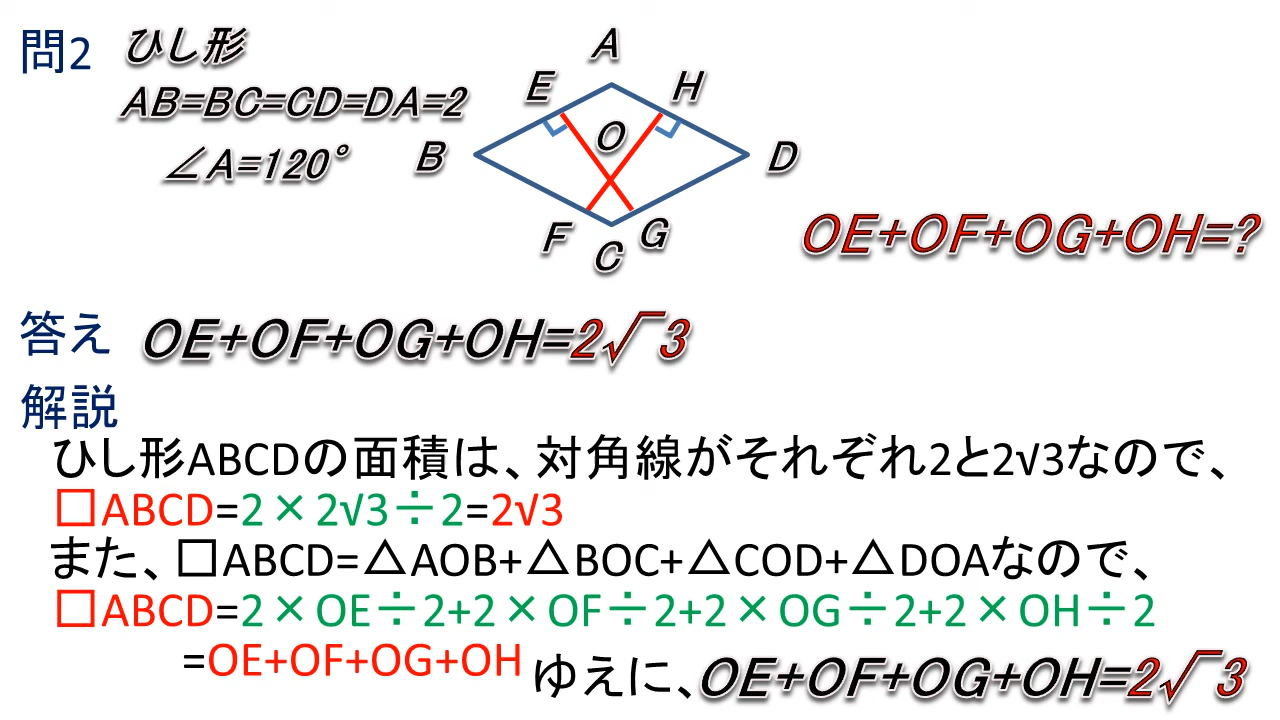 問2
ひし形
AB=BC=CD=DA=2
∠A=120°
A
E
H
O
B
D
F
G
C
OE+OF+OG+OH=?
答え
OE+OF+OG+OH=2√3
解説
ひし形ABCDの面積は、対角線がそれぞれ2と2√3なので、
□ABCD=2×2√3÷2=2√3
また、□ABCD=△AOB+△BOC+△COD+△DOAなので、
□ABCD=2×OE÷2+2×OF÷2+2×OG÷2+2×OH÷2
=OE+OF+OG+OH
ゆえに、OE+OF+OG+OH=2√3